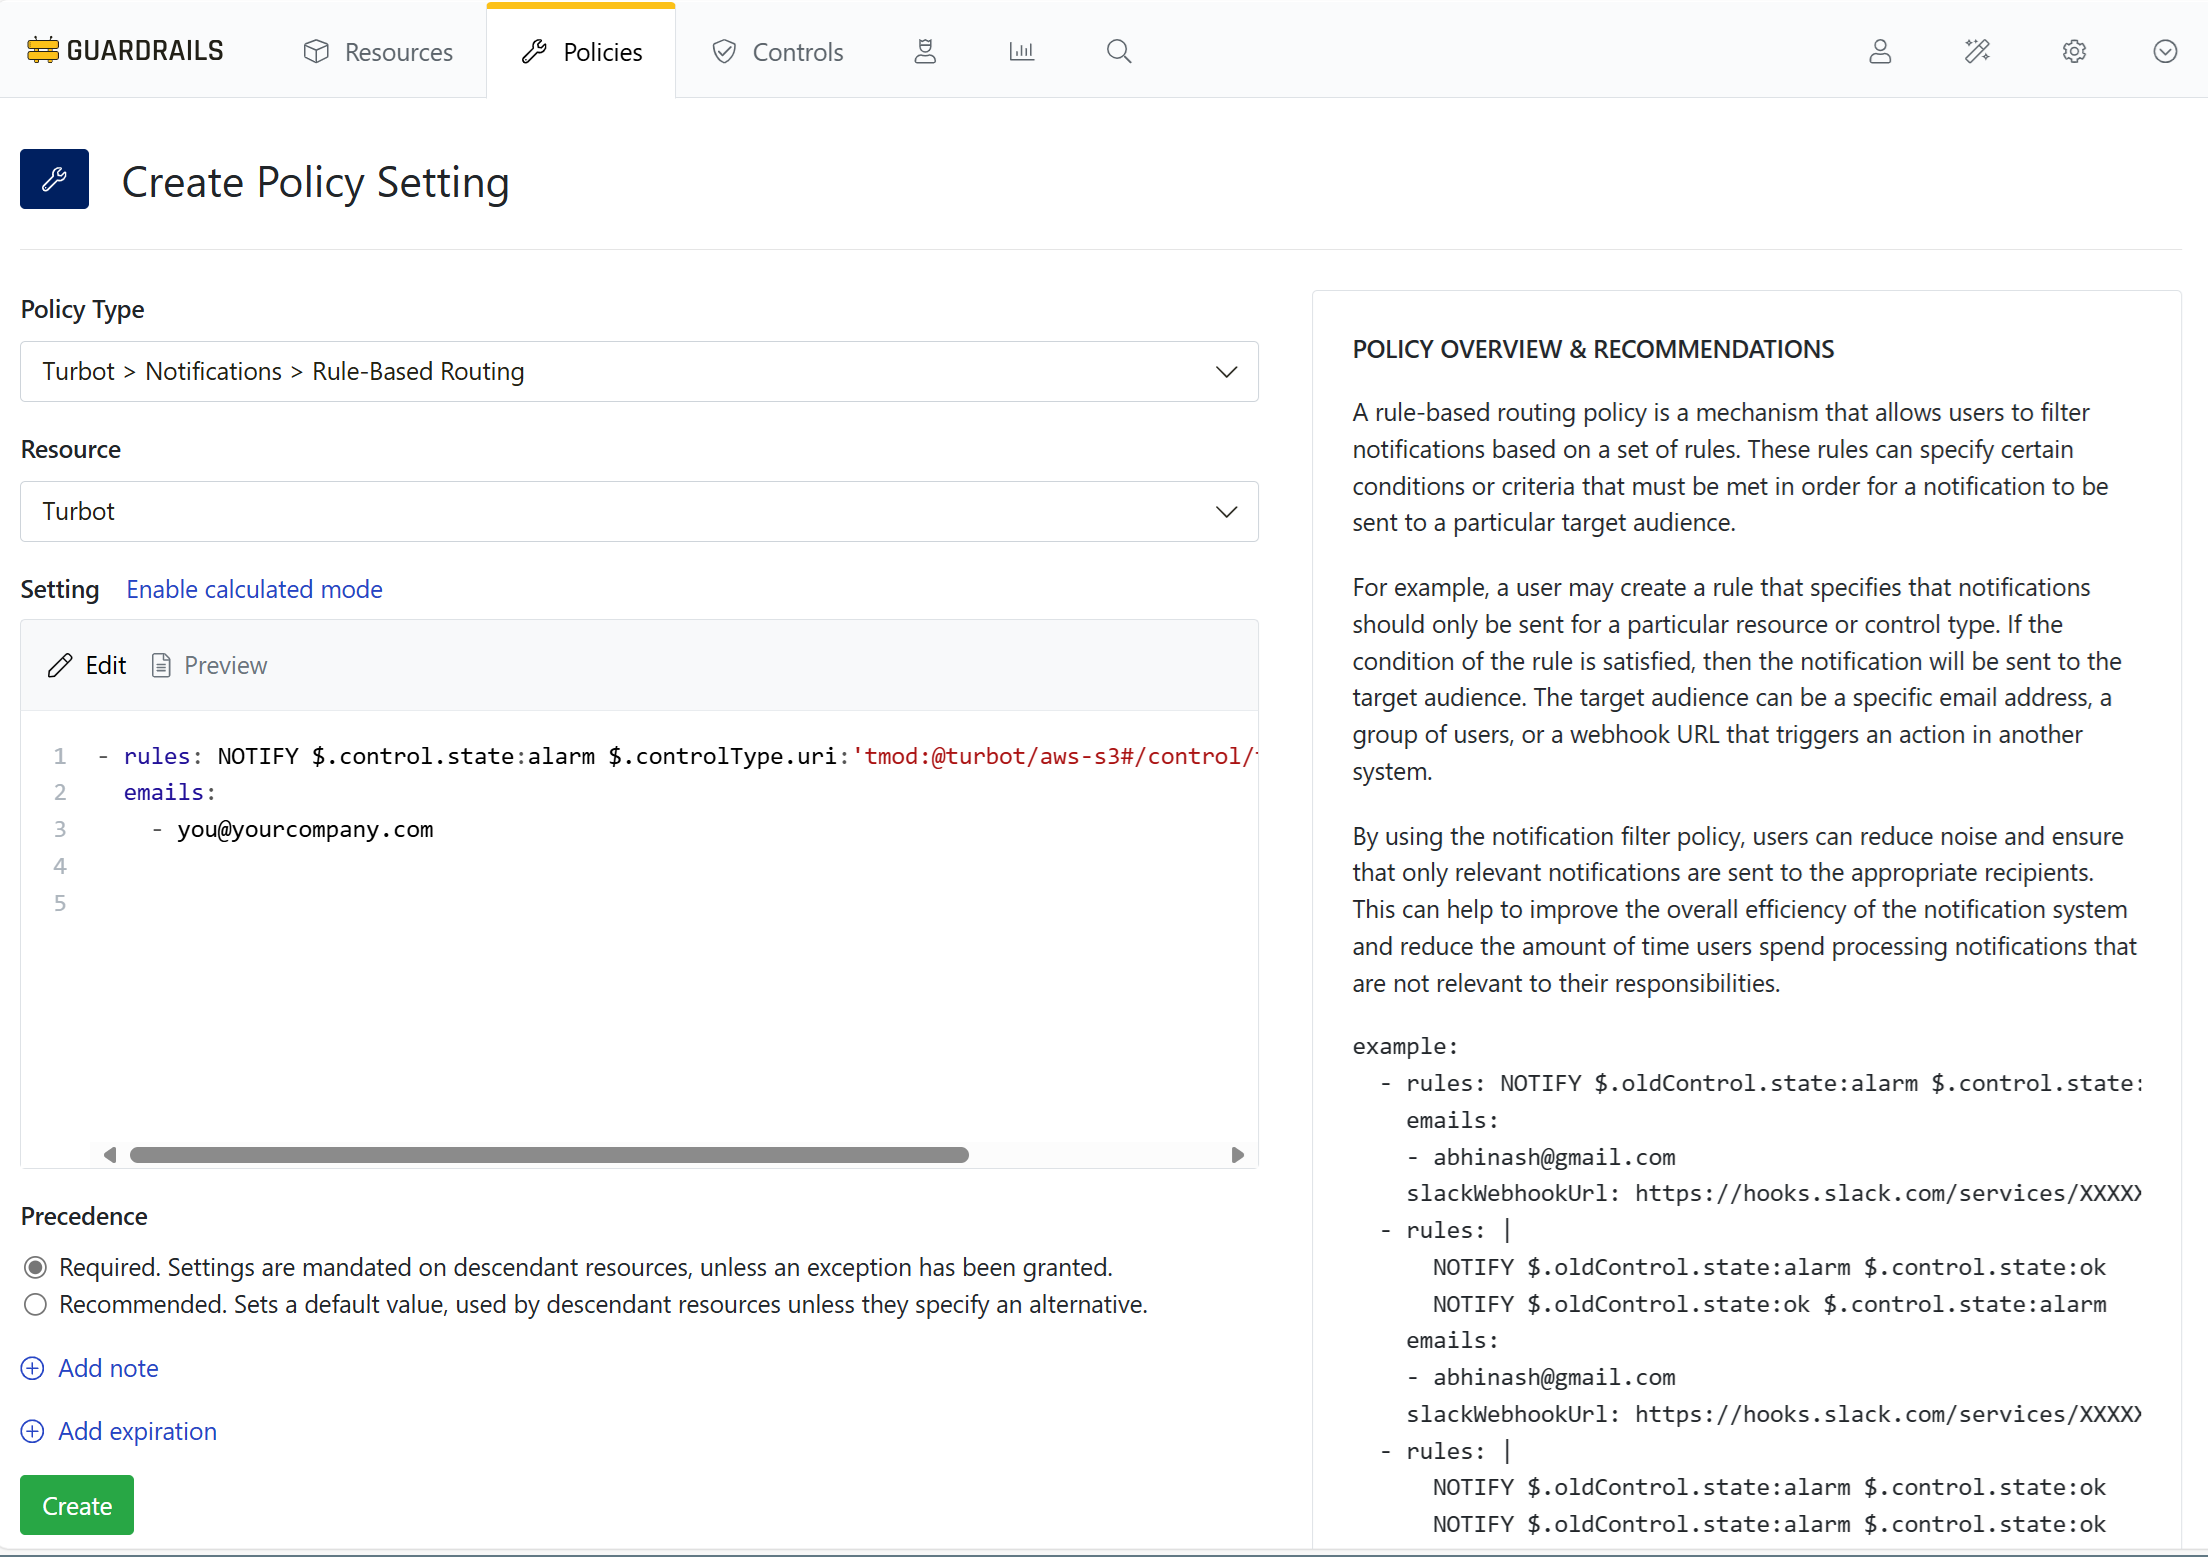 GUARDRAILS
Resources
Policies
Controls
Create Policy Setting
Policy Type
Turbot > Notifications > Rule-Based Routing
Resource
Turbot
Setting Enable calculated mode
Edit Preview
1 - rules: NOTIFY $.control.state:alarm $.controlType.uri:'tmod:@turbot/aws-s3#/control/
2 emails:
3 - you@yourcompany.com
4
5
Precedence
Required. Settings are mandated on descendant resources, unless an exception has been granted.
Recommended. Sets a default value, used by descendant resources unless they specify an alternative.
Add note
Add expiration
Create
POLICY OVERVIEW & RECOMMENDATIONS
A rule-based routing policy is a mechanism that allows users to filter
notifications based on a set of rules. These rules can specify certain
conditions or criteria that must be met in order for a notification to be
sent to a particular target audience.
For example, a user may create a rule that specifies that notifications
should only be sent for a particular resource or control type. If the
condition of the rule is satisfied, then the notification will be sent to the
target audience. The target audience can be a specific email address, a
group of users, or a webhook URL that triggers an action in another
system.
By using the notification filter policy, users can reduce noise and ensure
that only relevant notifications are sent to the appropriate recipients.
This can help to improve the overall efficiency of the notification system
and reduce the amount of time users spend processing notifications that
are not relevant to their responsibilities.
example:
- rules: NOTIFY $.oldControl.state:alarm $.control.state:
emails:
- abhinash@gmail.com
slackWebhookUrl: https://hooks.slack.com/services/XXXXX
- rules: |
NOTIFY $.oldControl.state:alarm $.control.state:ok
NOTIFY $.oldControl.state:ok $.control.state:alarm
emails:
- abhinash@gmail.com
slackWebhookUrl: https://hooks.slack.com/services/XXXXX
- rules: |
NOTIFY $.oldControl.state:alarm $.control.state:ok
NOTIFY $.oldControl.state:alarm $.control.state:ok